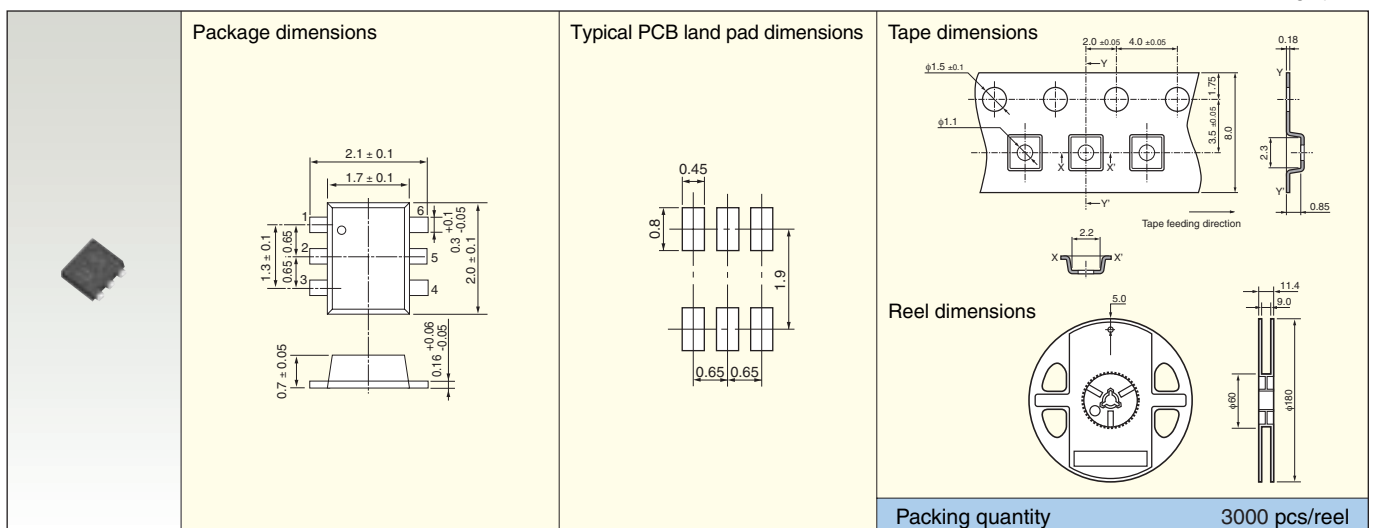 Package dimensions
2.1 ± 0.1
1.7 ± 0.1
1
2
3
6
5
4
1.3 ± 0.1
0.65
0.65
0.3 +0.1 -0.05
2.0 ± 0.1
0.7 ± 0.05
0.16 +0.06 -0.05
Typical PCB land pad dimensions
0.45
0.8
1.9
0.65
0.65
Tape dimensions
2.0 ±0.05
4.0 ±0.05
0.18
φ1.5 ±0.1
φ1.1
Y
Y'
X
X'
1.75
3.5 ±0.05
8.0
Y
Y'
2.3
0.85
Tape feeding direction
2.2
X
X'
Reel dimensions
5.0
11.4
9.0
φ60
φ180
Packing quantity 3000 pcs/reel